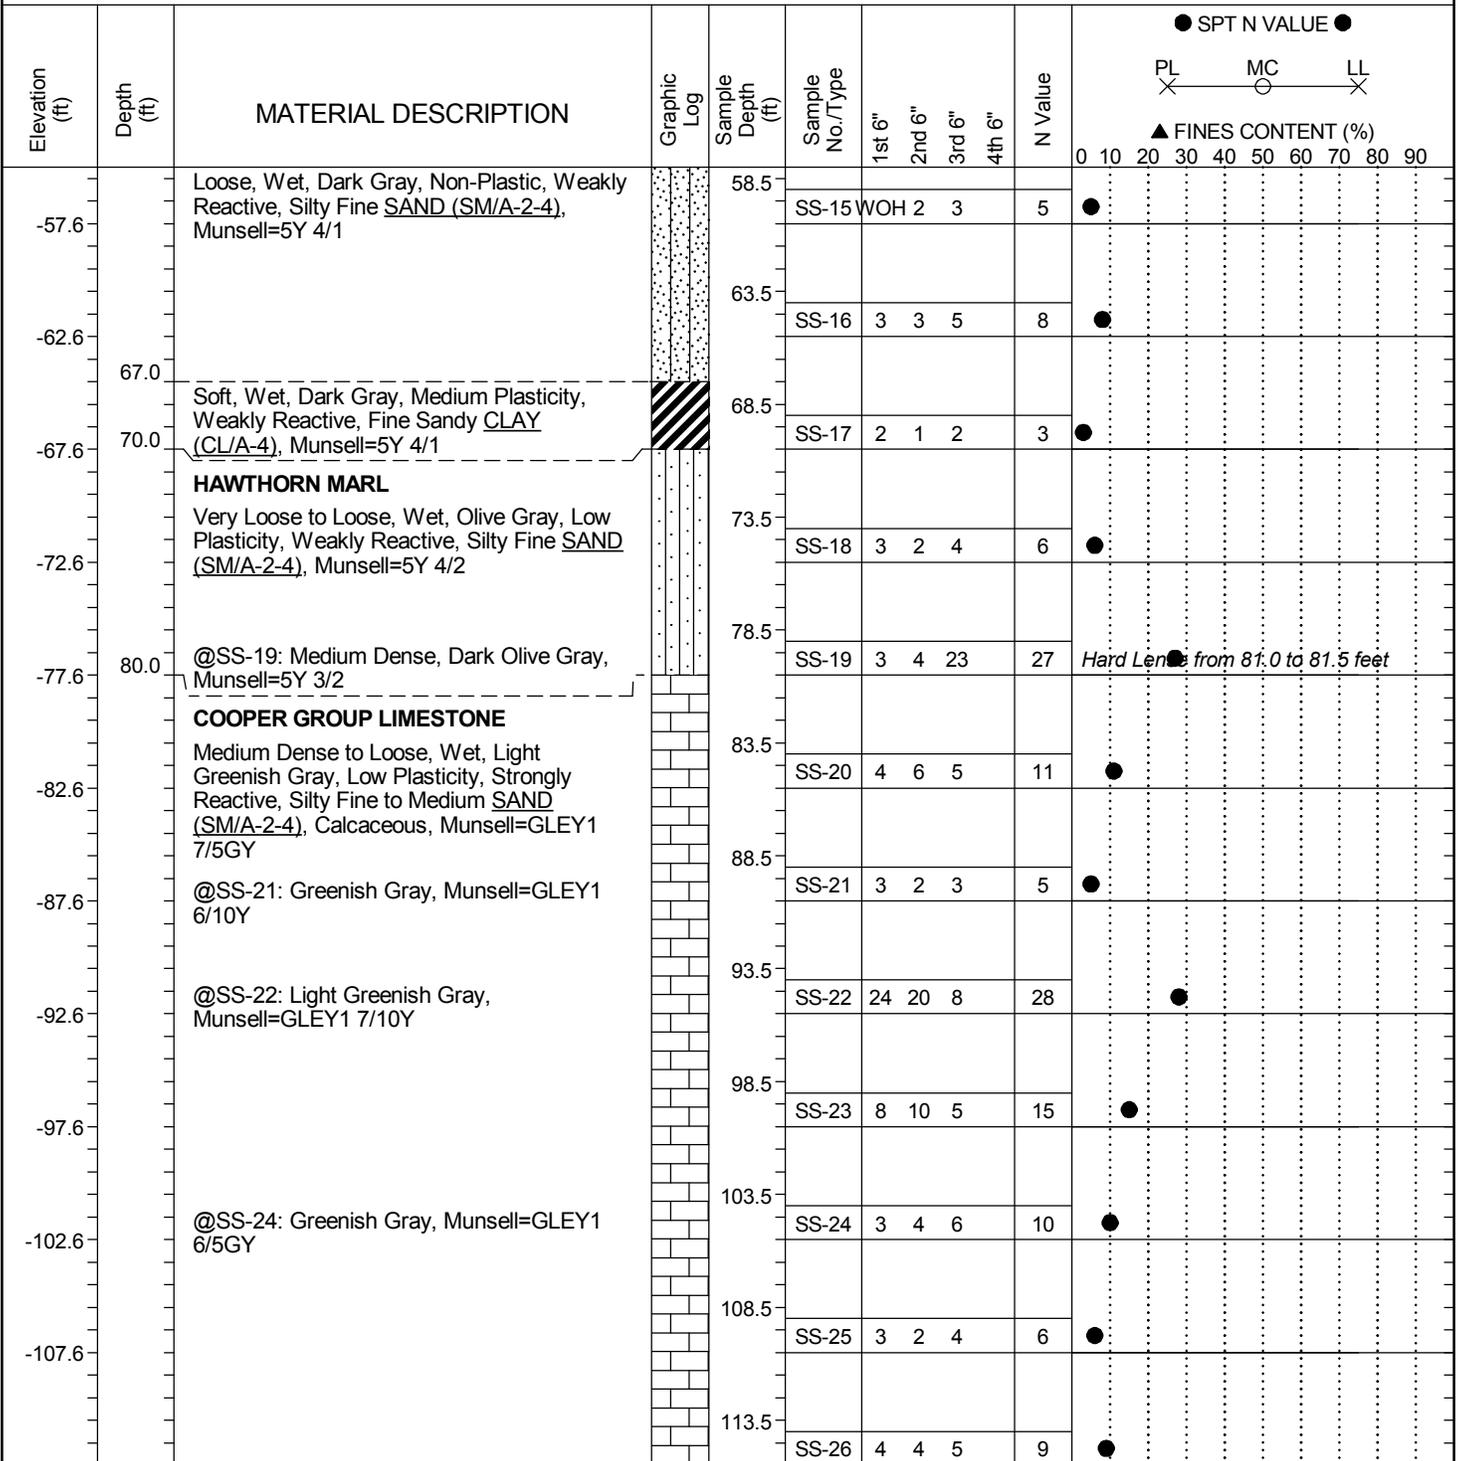 ● SPT N VALUE ●
PL MC LL
▲ FINES CONTENT (%)
0 10 20 30 40 50 60 70 80 90
Elevation
(ft)
Depth
(ft)
MATERIAL DESCRIPTION
Graphic
Log
Sample
Depth
(ft)
Sample
No./Type
1st 6"
2nd 6"
3rd 6"
4th 6"
N Value
Loose, Wet, Dark Gray, Non-Plastic, Weakly
Reactive, Silty Fine SAND (SM/A-2-4),
Munsell=5Y 4/1
58.5
SS-15 WOH 2 3 5
-57.6
63.5
SS-16 3 3 5 8
-62.6
67.0
Soft, Wet, Dark Gray, Medium Plasticity,
Weakly Reactive, Fine Sandy CLAY
(CL/A-4), Munsell=5Y 4/1
68.5
SS-17 2 1 2 3
70.0
-67.6
HAWTHORN MARL
Very Loose to Loose, Wet, Olive Gray, Low
Plasticity, Weakly Reactive, Silty Fine SAND
(SM/A-2-4), Munsell=5Y 4/2
73.5
SS-18 3 2 4 6
-72.6
78.5
@SS-19: Medium Dense, Dark Olive Gray,
Munsell=5Y 3/2
SS-19 3 4 23 27 Hard Lense from 81.0 to 81.5 feet
80.0
-77.6
COOPER GROUP LIMESTONE
Medium Dense to Loose, Wet, Light
Greenish Gray, Low Plasticity, Strongly
Reactive, Silty Fine to Medium SAND
(SM/A-2-4), Calcaceous, Munsell=GLEY1
7/5GY
83.5
SS-20 4 6 5 11
-82.6
88.5
@SS-21: Greenish Gray, Munsell=GLEY1
6/10Y
SS-21 3 2 3 5
-87.6
93.5
@SS-22: Light Greenish Gray,
Munsell=GLEY1 7/10Y
SS-22 24 20 8 28
-92.6
98.5
SS-23 8 10 5 15
-97.6
103.5
@SS-24: Greenish Gray, Munsell=GLEY1
6/5GY
SS-24 3 4 6 10
-102.6
108.5
SS-25 3 2 4 6
-107.6
113.5
SS-26 4 4 5 9